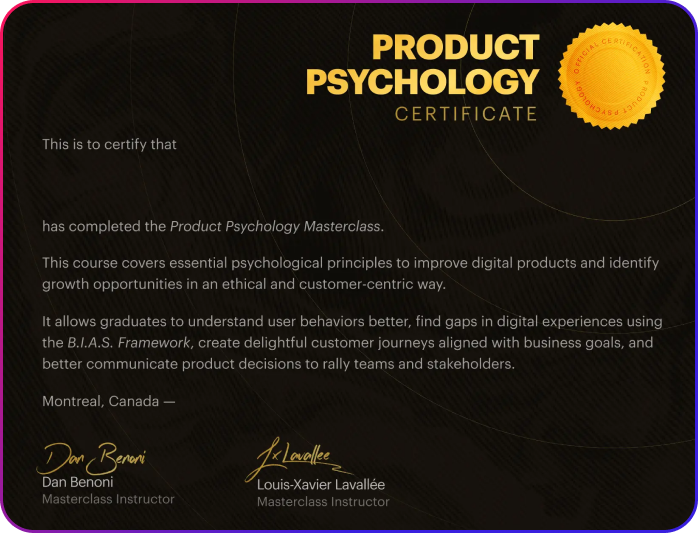 PRODUCT
PSYCHOLOGY
CERTIFICATE
OFFICIAL CERTIFICATION
PRODUCT PSYCHOLOGY
This is to certify that
has completed the Product Psychology Masterclass.
This course covers essential psychological principles to improve digital products and identify
growth opportunities in an ethical and customer-centric way.
It allows graduates to understand user behaviors better, find gaps in digital experiences using
the B.I.A.S. Framework, create delightful customer journeys aligned with business goals, and
better communicate product decisions to rally teams and stakeholders.
Montreal, Canada —
Dan Benoni
Lx Lavallee
Dan Benoni
Louis-Xavier Lavallée
Masterclass Instructor
Masterclass Instructor